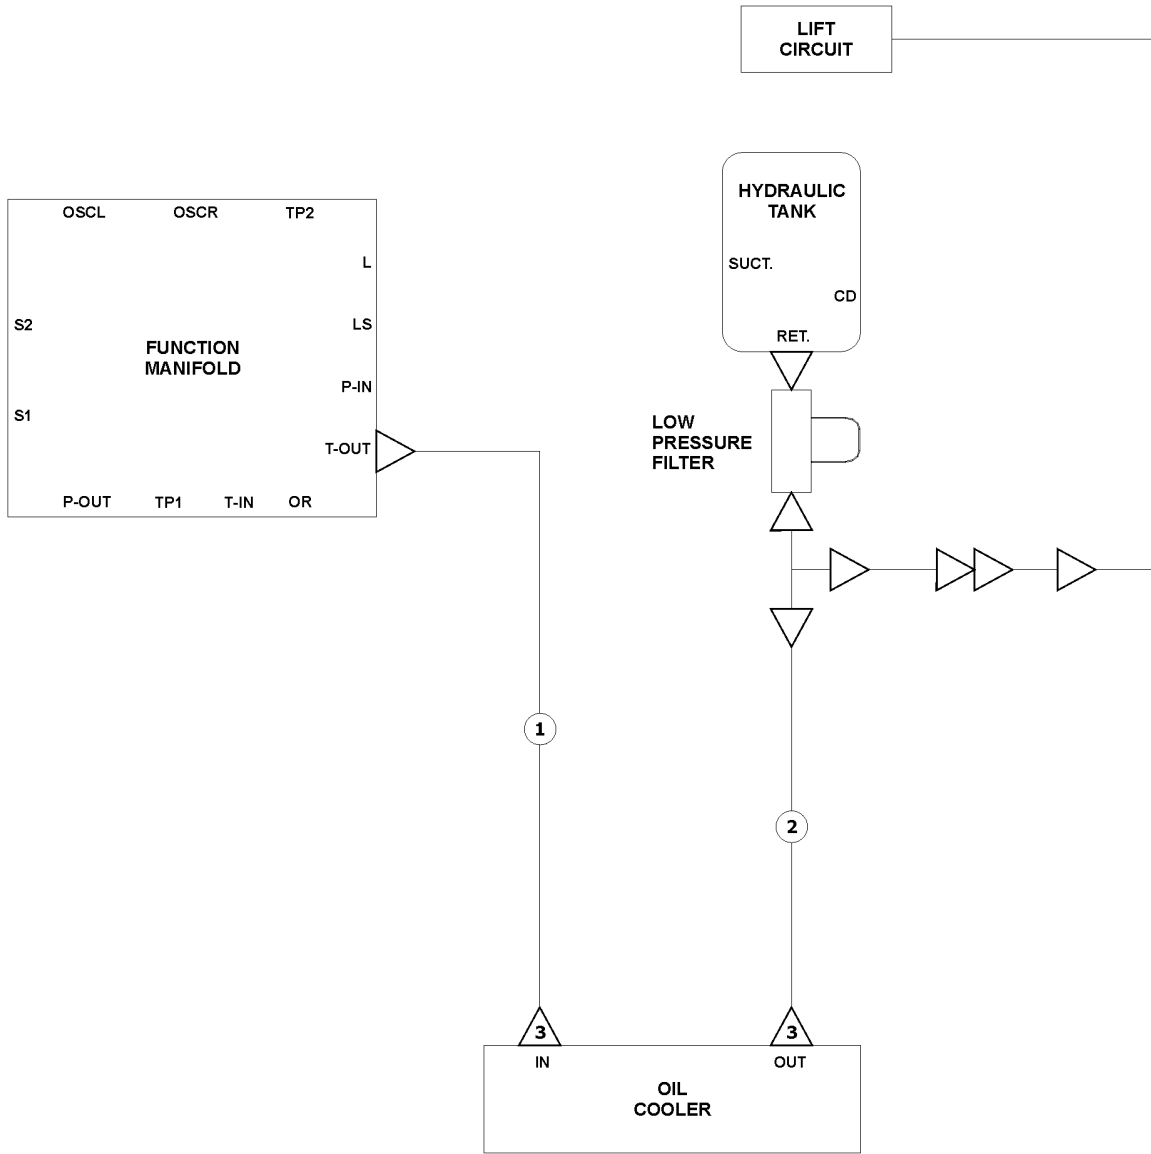 LIFT
CIRCUIT
HYDRAULIC
TANK
SUCT.
CD
RET.
OSCL
OSCR
TP2
L
S2
LS
FUNCTION
MANIFOLD
P-IN
S1
T-OUT
P-OUT
TP1
T-IN
OR
LOW
PRESSURE
FILTER
1
2
3
3
IN
OUT
OIL
COOLER